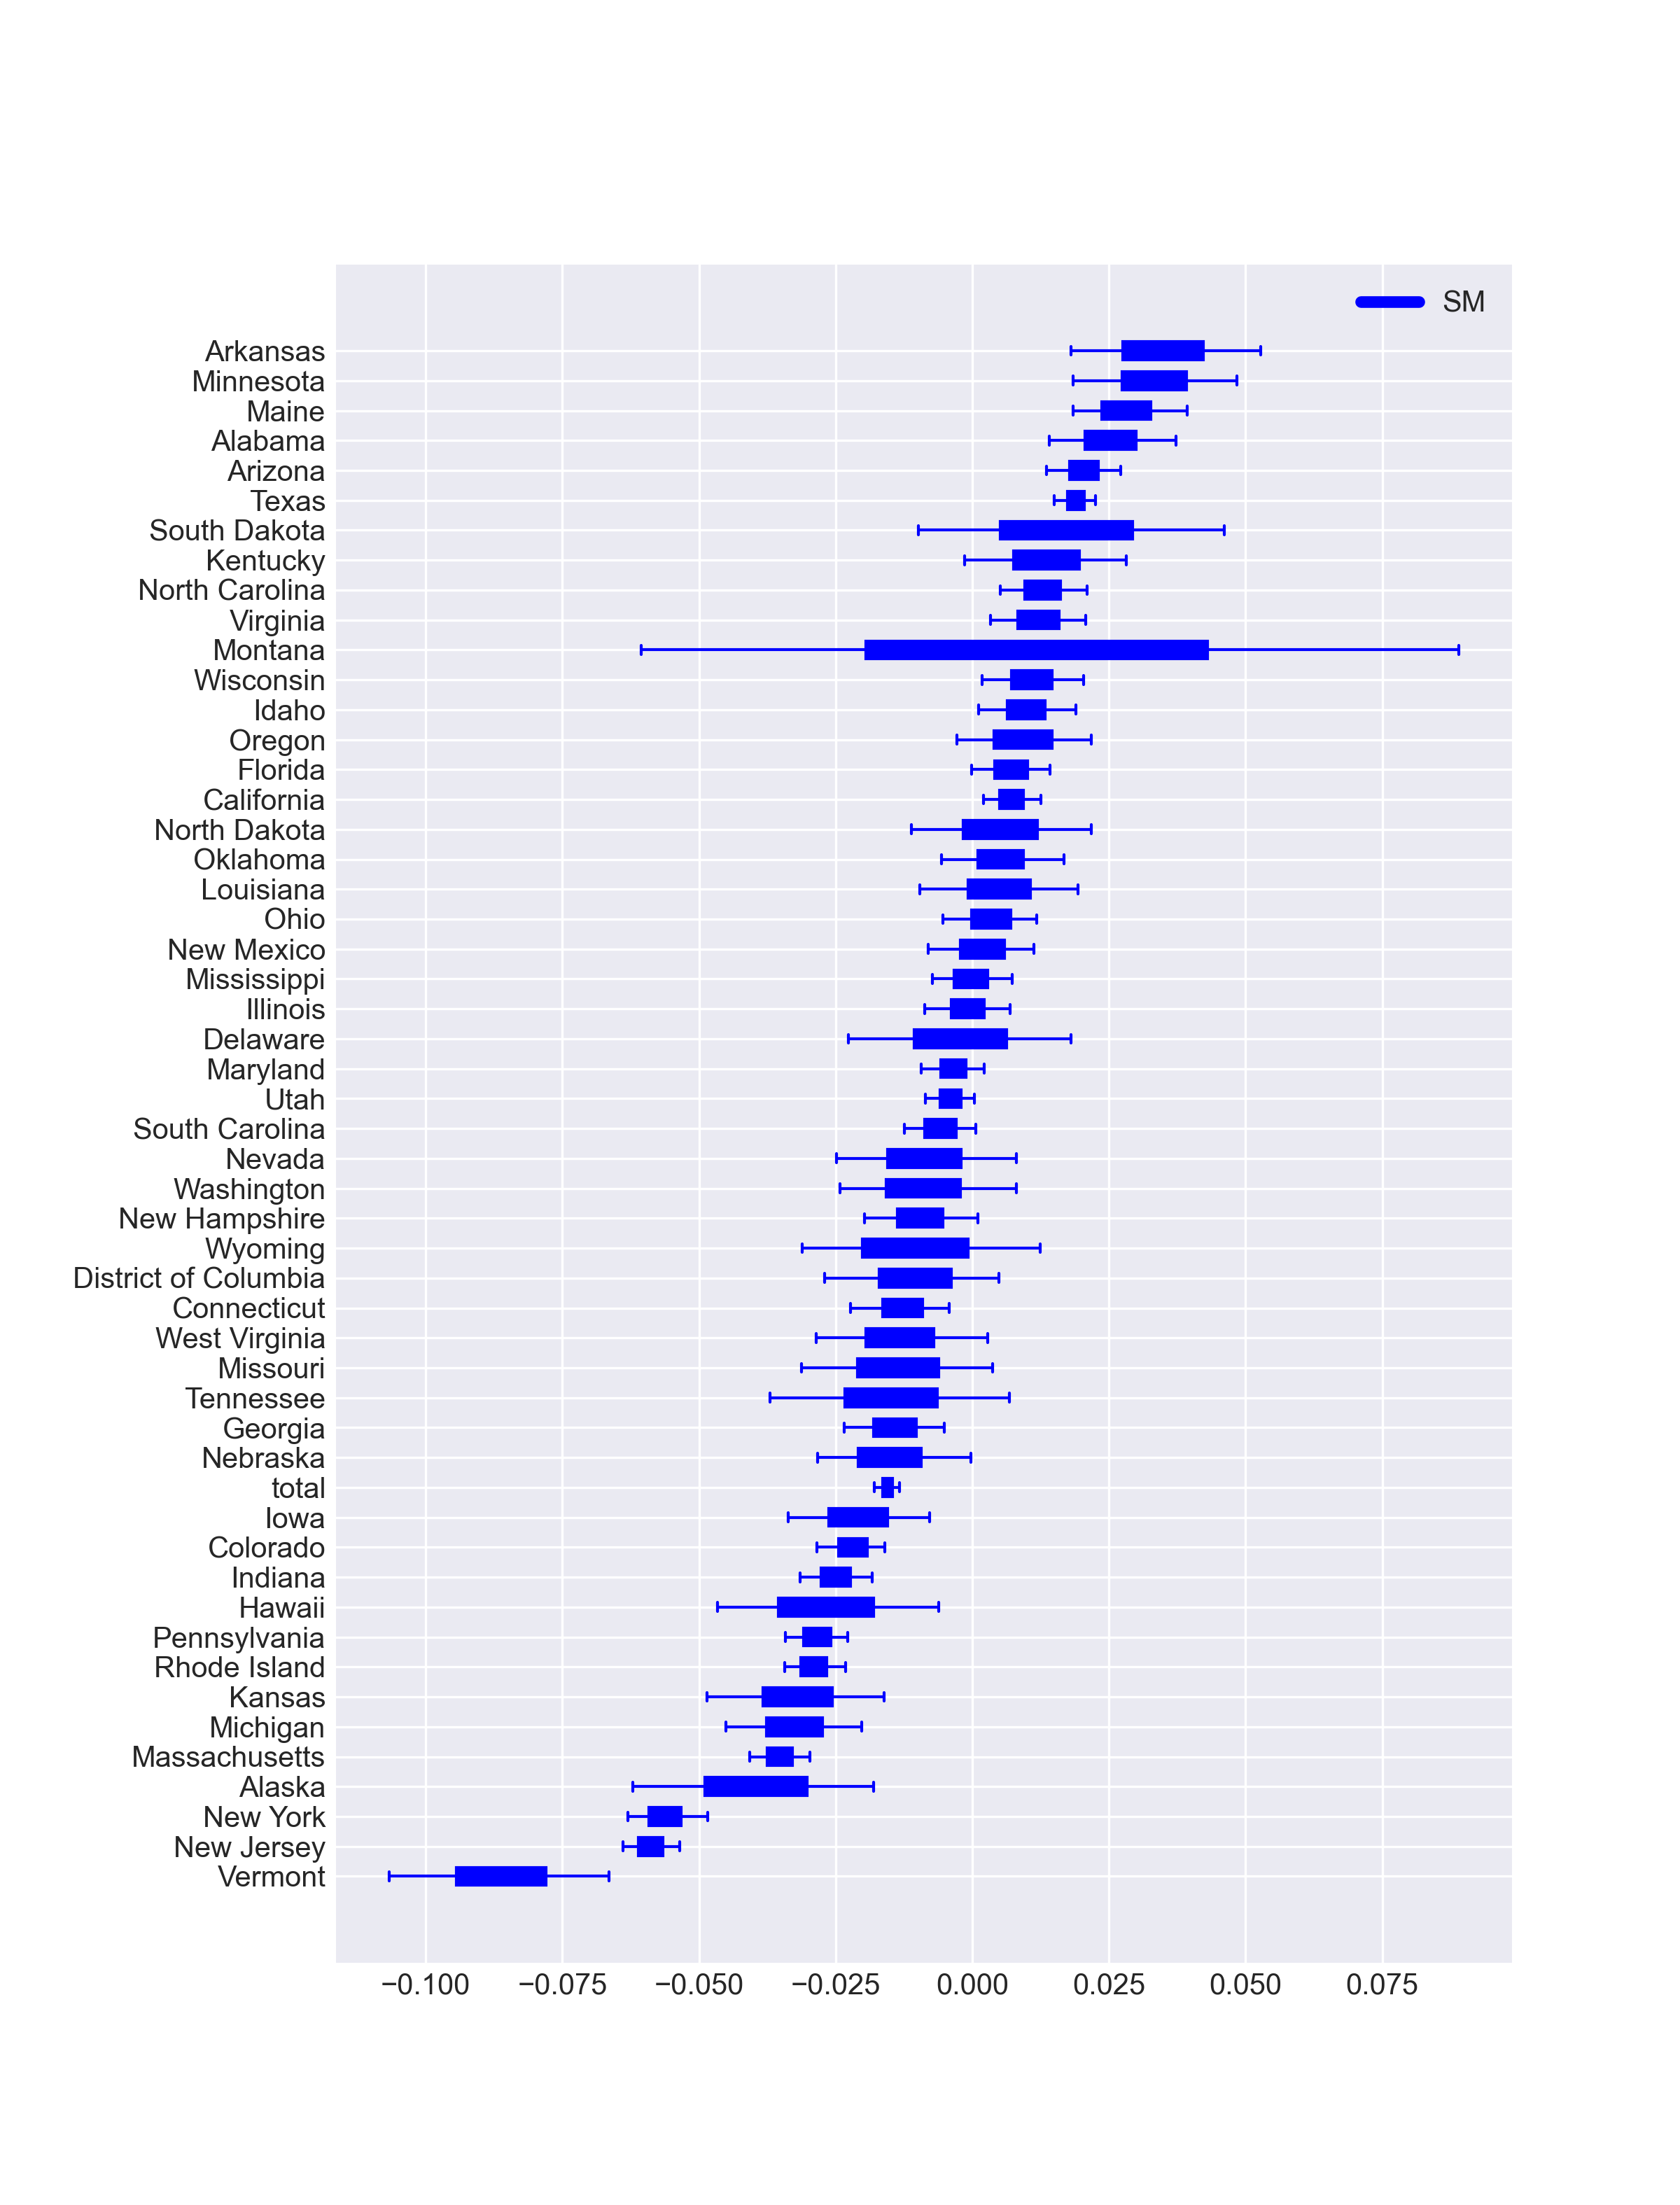 SM
Arkansas
Minnesota
Maine
Alabama
Arizona
Texas
South Dakota
Kentucky
North Carolina
Virginia
Montana
Wisconsin
Idaho
Oregon
Florida
California
North Dakota
Oklahoma
Louisiana
Ohio
New Mexico
Mississippi
Illinois
Delaware
Maryland
Utah
South Carolina
Nevada
Washington
New Hampshire
Wyoming
District of Columbia
Connecticut
West Virginia
Missouri
Tennessee
Georgia
Nebraska
total
Iowa
Colorado
Indiana
Hawaii
Pennsylvania
Rhode Island
Kansas
Michigan
Massachusetts
Alaska
New York
New Jersey
Vermont
−0.100 −0.075 −0.050 −0.025 0.000 0.025 0.050 0.075